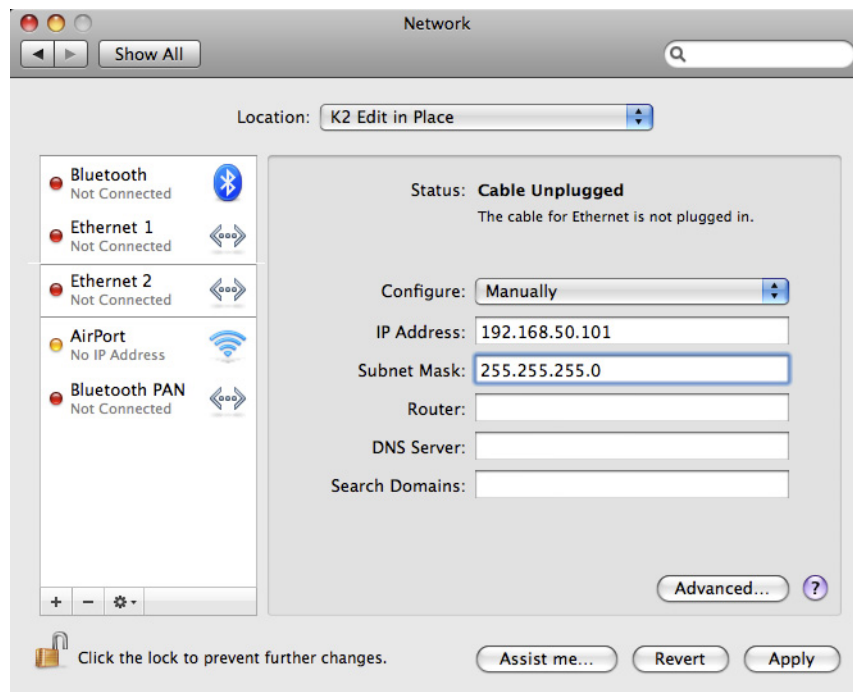 Network
Show All
Location: K2 Edit in Place
Bluetooth
Not Connected
Ethernet 1
Not Connected
Ethernet 2
Not Connected
AirPort
No IP Address
Bluetooth PAN
Not Connected
Status: Cable Unplugged
The cable for Ethernet is not plugged in.
Configure: Manually
IP Address: 192.168.50.101
Subnet Mask: 255.255.255.0
Router:
DNS Server:
Search Domains:
Advanced... ?
Click the lock to prevent further changes.
Assist me... Revert Apply